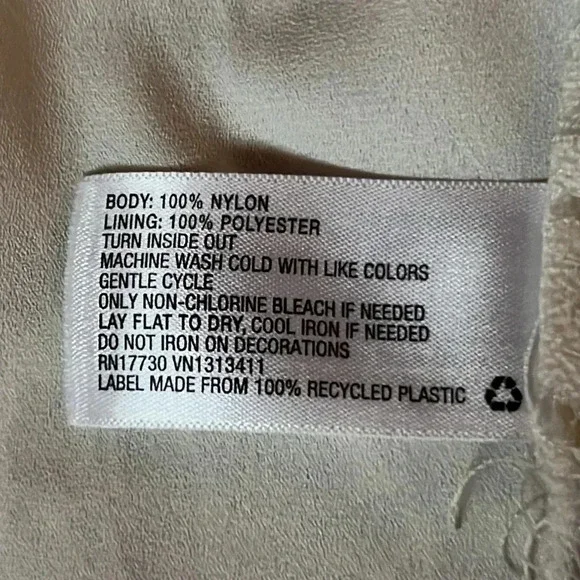 BODY: 100% NYLON
LINING: 100% POLYESTER
TURN INSIDE OUT
MACHINE WASH COLD WITH LIKE COLORS
GENTLE CYCLE
ONLY NON-CHLORINE BLEACH IF NEEDED
LAY FLAT TO DRY, COOL IRON IF NEEDED
DO NOT IRON ON DECORATIONS
RN17730 VN1313411
LABEL MADE FROM 100% RECYCLED PLASTIC